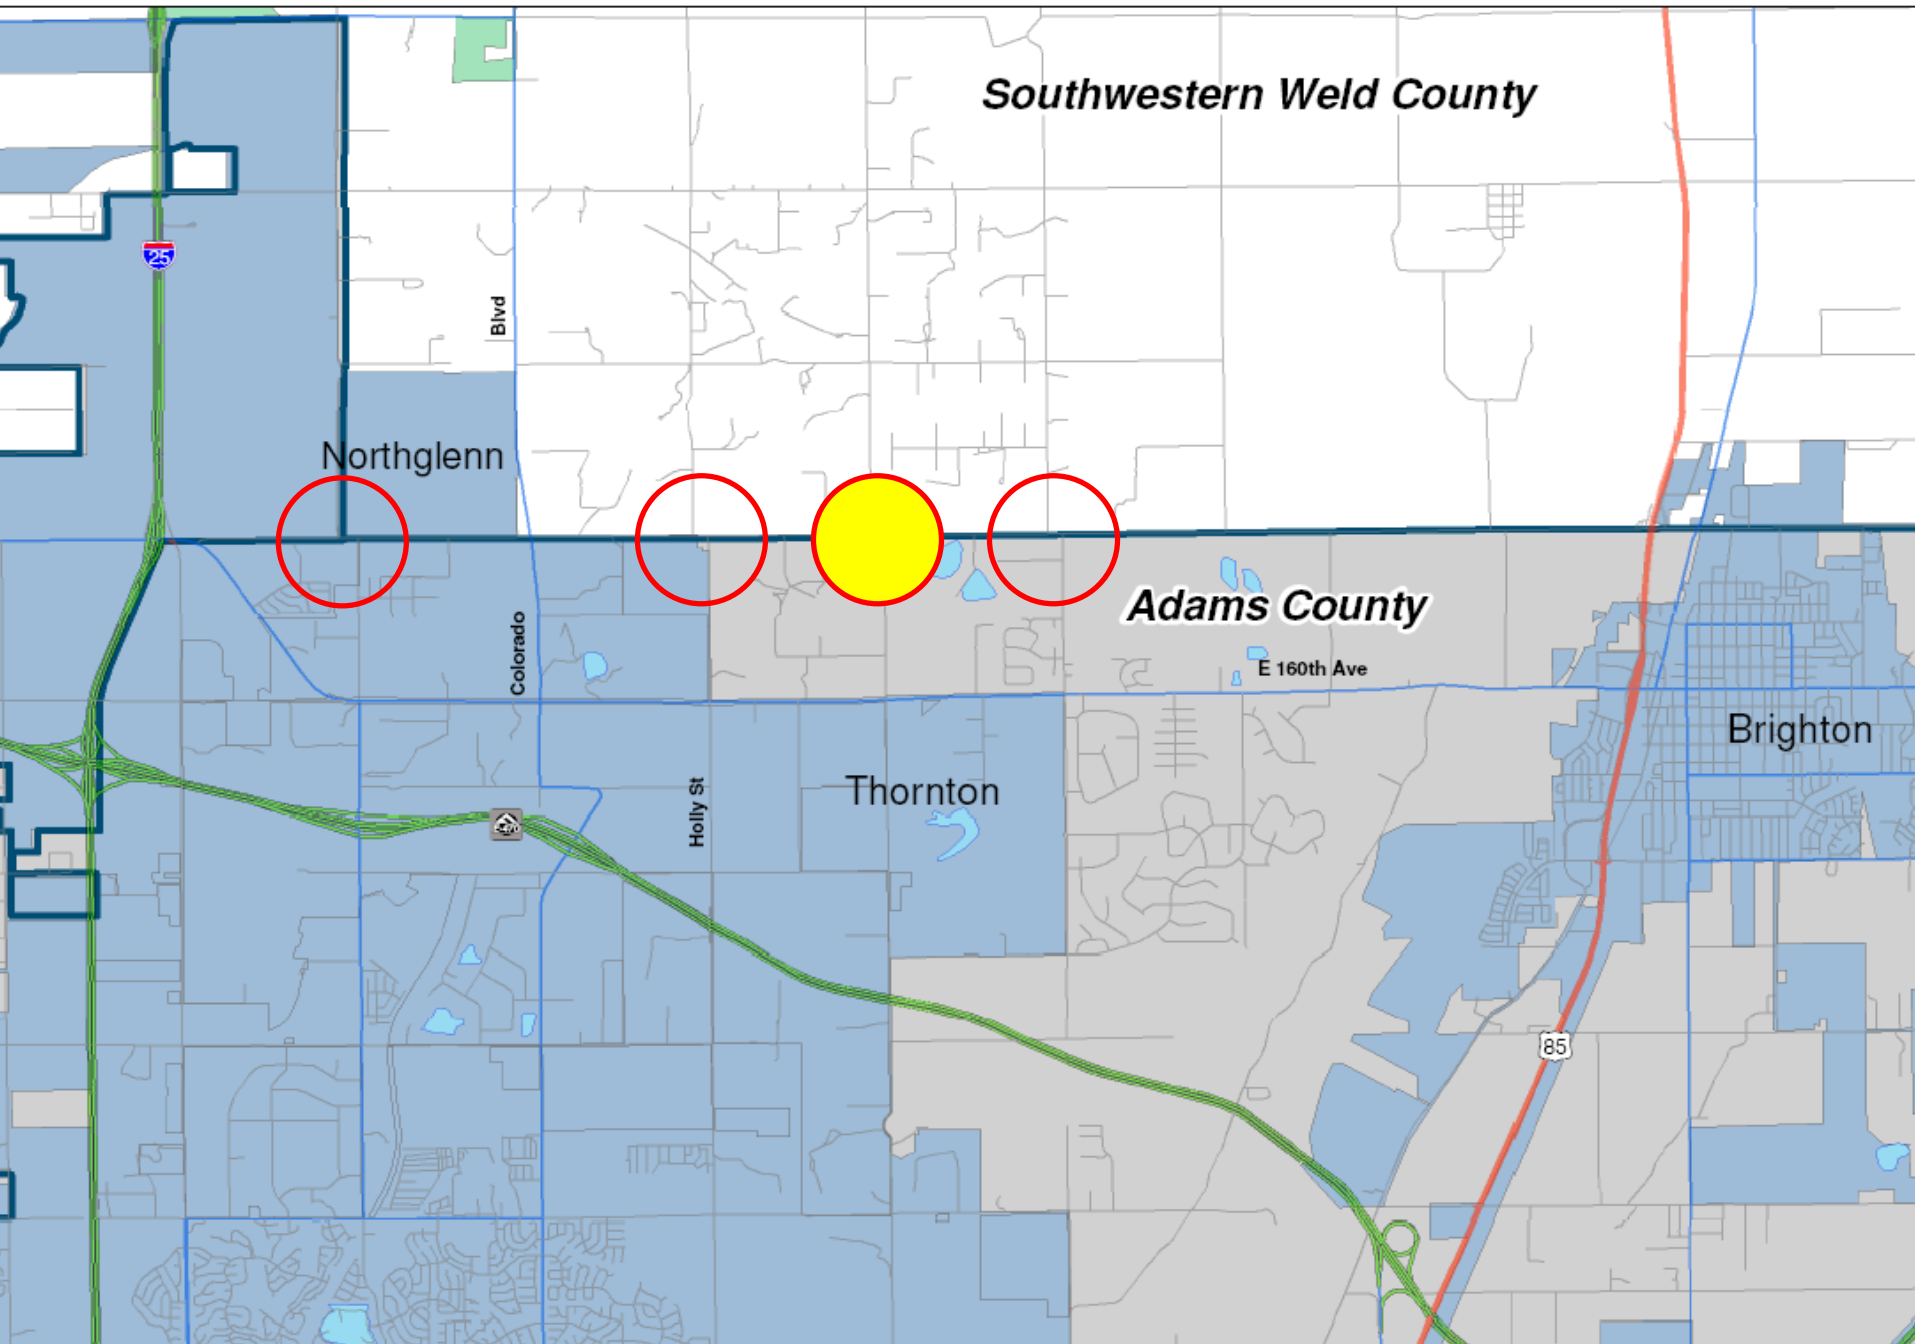 Southwestern Weld County
25
Blvd
Northglenn
Adams County
Colorado
E 160th Ave
Brighton
Thornton
Holly St
85